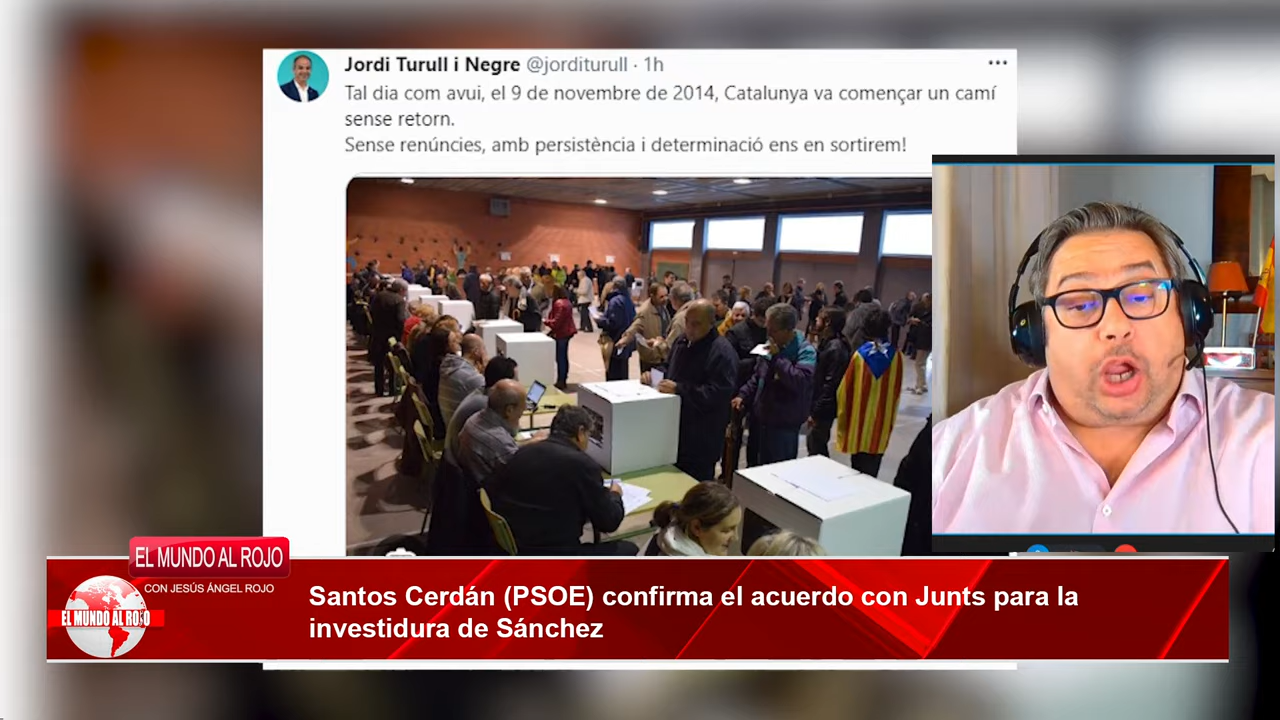 Jordi Turull i Negre @jorditurull · 1h
Tal dia com avui, el 9 de novembre de 2014, Catalunya va començar un camí
sense retorn.
Sense renúncies, amb persistència i determinació ens en sortirem!
EL MUNDO AL ROJO
CON JESÚS ÁNGEL ROJO
EL MUNDO AL ROJO
Santos Cerdán (PSOE) confirma el acuerdo con Junts para la
investidura de Sánchez